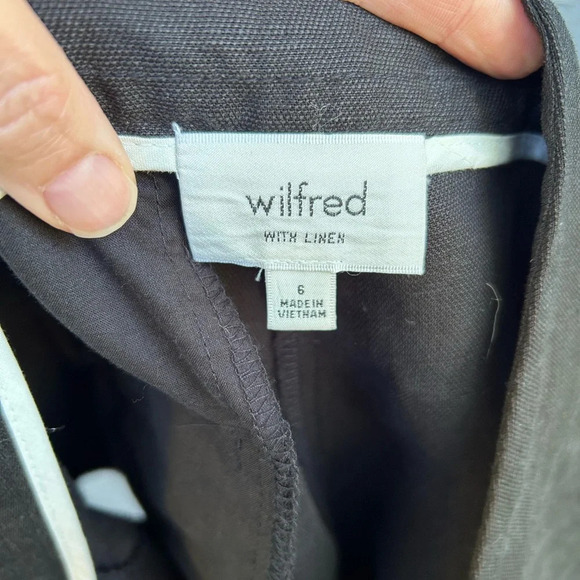 wilfred
WITH LINEN
6
MADE IN
VIETNAM